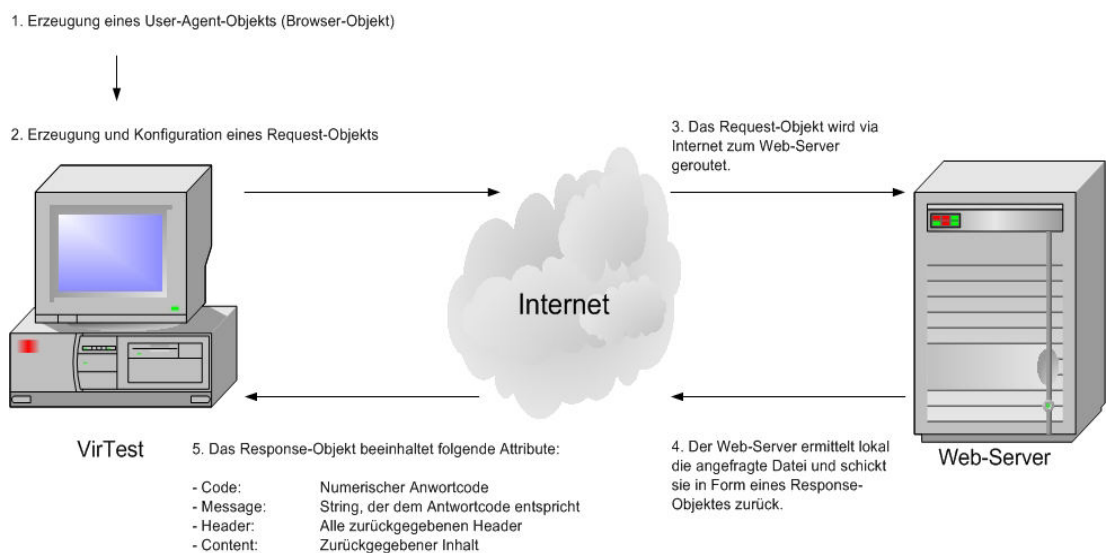 1. Erzeugung eines User-Agent-Objekts (Browser-Objekt)
2. Erzeugung und Konfiguration eines Request-Objekts
3. Das Request-Objekt wird via
Internet zum Web-Server
geroutet.
Internet
VirTest
Web-Server
4. Der Web-Server ermittelt lokal
die angefragte Datei und schickt
sie in Form eines Response-
Objektes zurück.
5. Das Response-Objekt beeinhaltet folgende Attribute:
- Code: Numerischer Anwortcode
- Message: String, der dem Antwortcode entspricht
- Header: Alle zurückgegebenen Header
- Content: Zurückgegebener Inhalt